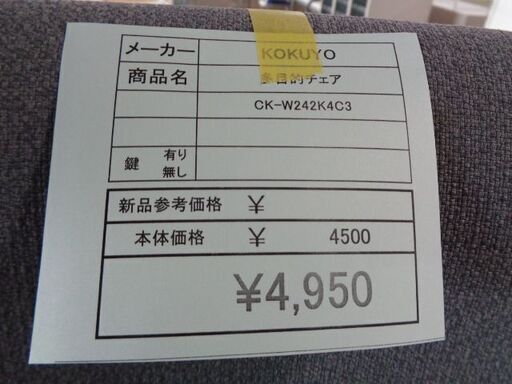 メーカー KOKUYO
商品名 多目的チェア
CK-W242K4C3
鍵 有り 無し
新品参考価格 ¥
本体価格 ¥ 4500
¥4,950